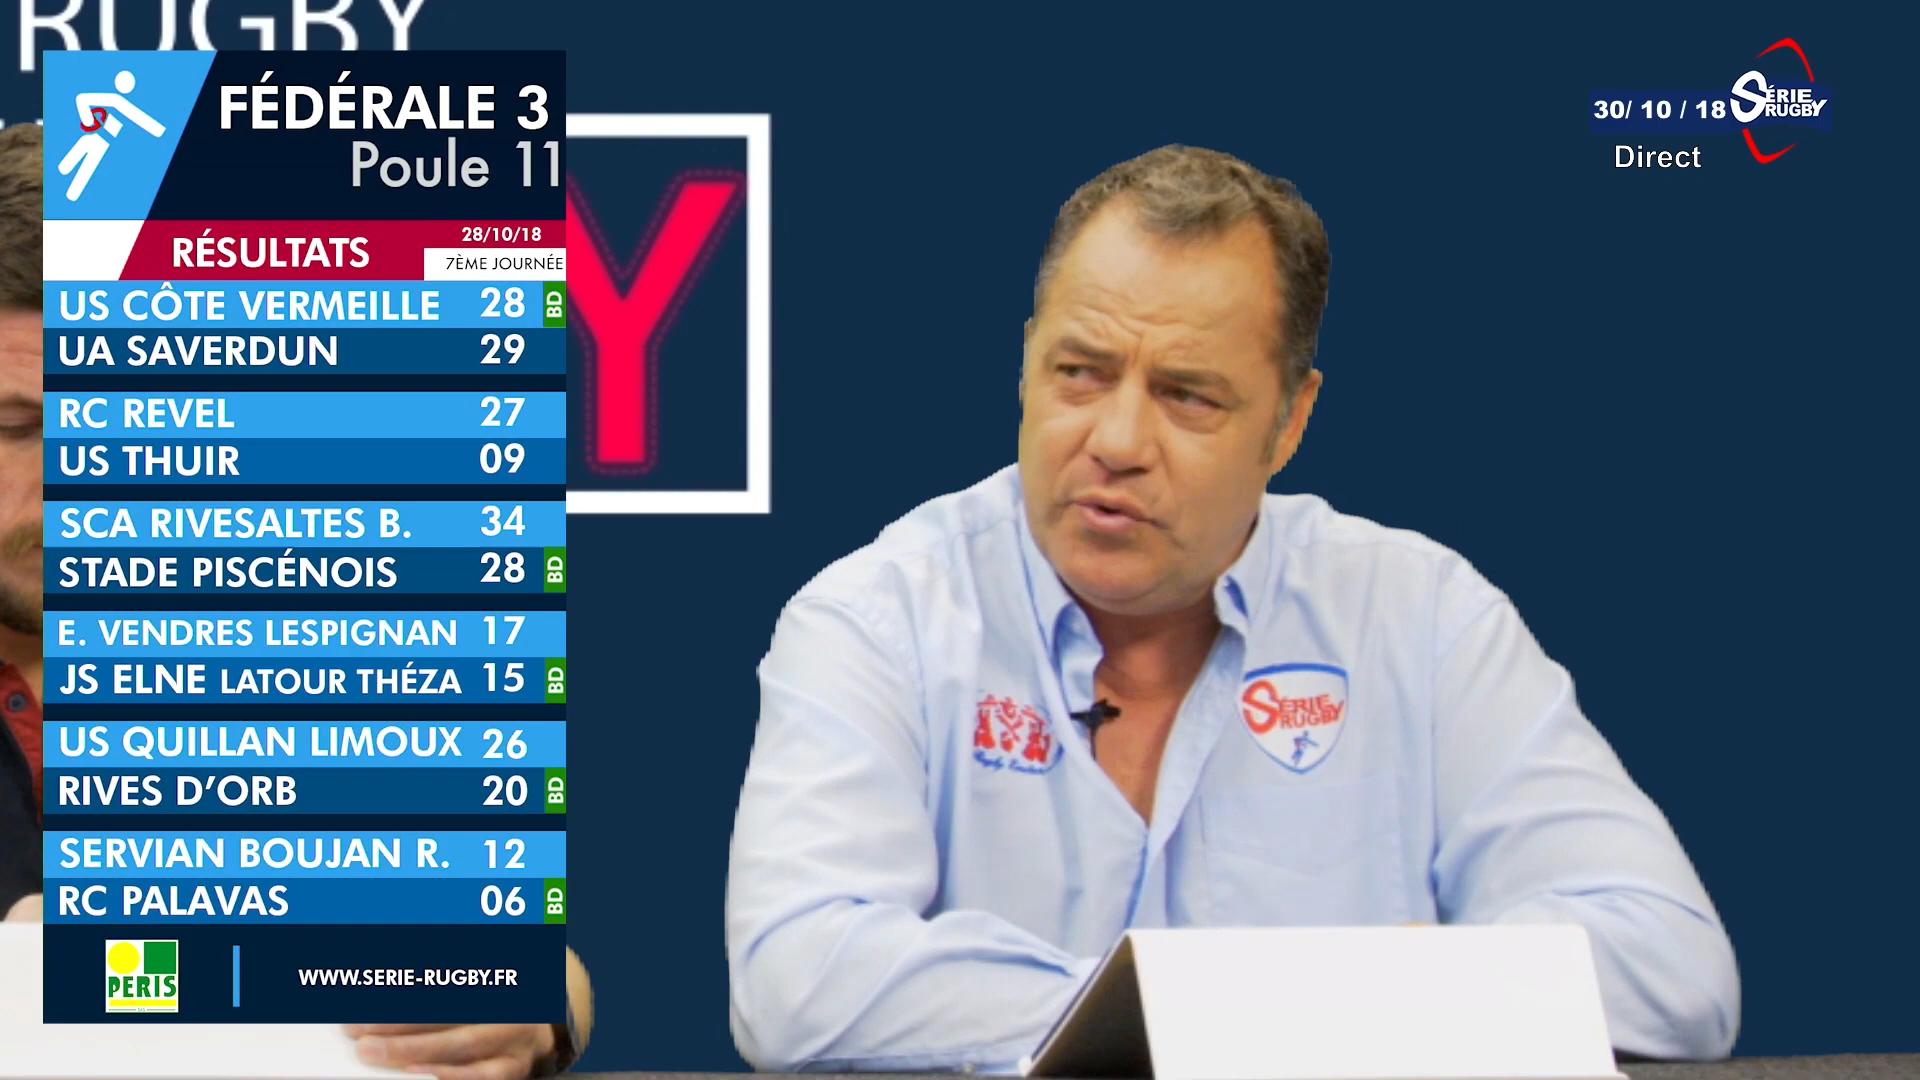 RUGBY
FÉDÉRALE 3
Poule 11
RÉSULTATS
28/10/18
7ÈME JOURNÉE
US CÔTE VERMEILLE 28 BD
UA SAVERDUN 29
RC REVEL 27
US THUIR 09
SCA RIVESALTES B. 34
STADE PISCÉNOIS 28 BD
E. VENDRES LESPIGNAN 17
JS ELNE LATOUR THÉZA 15 BD
US QUILLAN LIMOUX 26
RIVES D'ORB 20 BD
SERVIAN BOUJAN R. 12
RC PALAVAS 06 BD
PERIS
WWW.SERIE-RUGBY.FR
Y
30/ 10 / 18
SÉRIE
RUGBY
Direct
SÉRIE
RUGBY